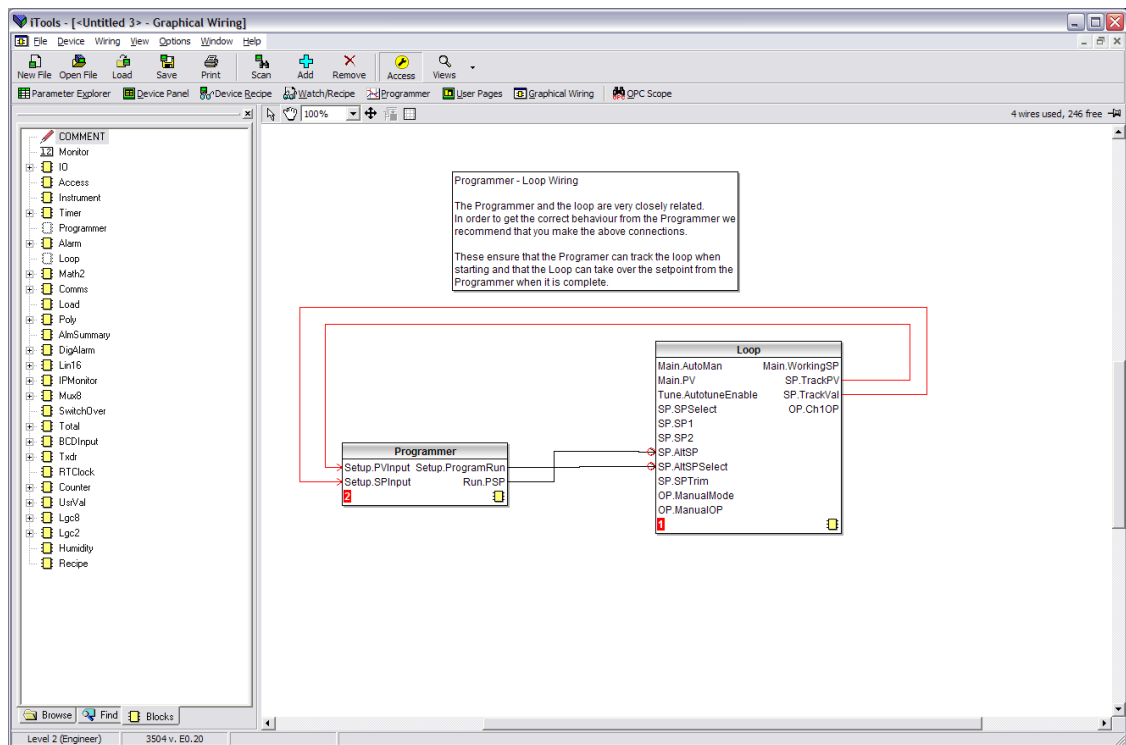 iTools - [<Untitled 3> - Graphical Wiring]
File Device Wiring View Options Window Help
New File Open File Load Save Print Scan Add Remove Access Views
Parameter Explorer Device Panel Device Recipe Watch/Recipe Programmer User Pages Graphical Wiring OPC Scope
100% 4 wires used, 246 free
COMMENT
12 Monitor
IO
Access
Instrument
Timer
Programmer
Alarm
Loop
Math2
Comms
Load
Poly
AlmSummary
DigAlarm
Lin16
IPMonitor
Mux8
SwitchOver
Total
BCDInput
Txdr
RTClock
Counter
UsrVal
Lgc8
Lgc2
Humidity
Recipe
Programmer - Loop Wiring
The Programmer and the loop are very closely related.
In order to get the correct behaviour from the Programmer we
recommend that you make the above connections.
These ensure that the Programer can track the loop when
starting and that the Loop can take over the setpoint from the
Programmer when it is complete.
Loop
Main.AutoMan Main.WorkingSP
Main.PV SP.TrackPV
Tune.AutotuneEnable SP.TrackVal
SP.SPSelect OP.Ch1OP
SP.SP1
SP.SP2
SP.AltSP
SP.AltSPSelect
SP.SPTrim
OP.ManualMode
OP.ManualOP
1
Programmer
Setup.PVInput Setup.ProgramRun
Setup.SPInput Run.PSP
2
Browse Find Blocks
Level 2 (Engineer) 3504 v. E0.20